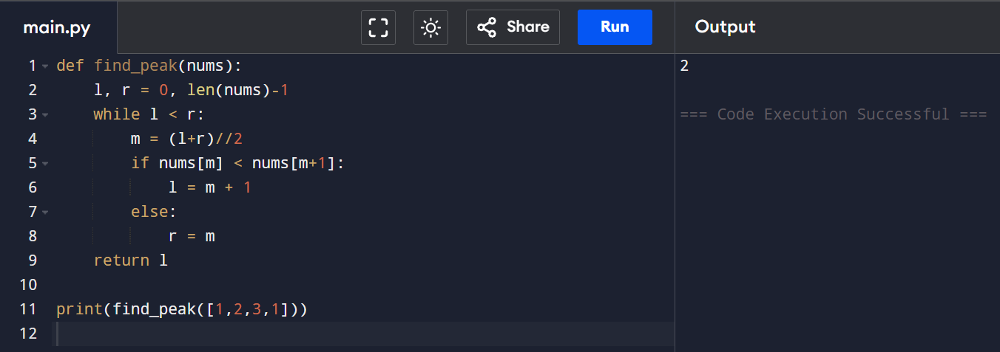 main.py Share Run Output
1 def find_peak(nums):
2     l, r = 0, len(nums)-1
3     while l < r:
4         m = (l+r)//2
5         if nums[m] < nums[m+1]:
6             l = m + 1
7         else:
8             r = m
9     return l
10
11 print(find_peak([1,2,3,1]))
12
2
=== Code Execution Successful ===